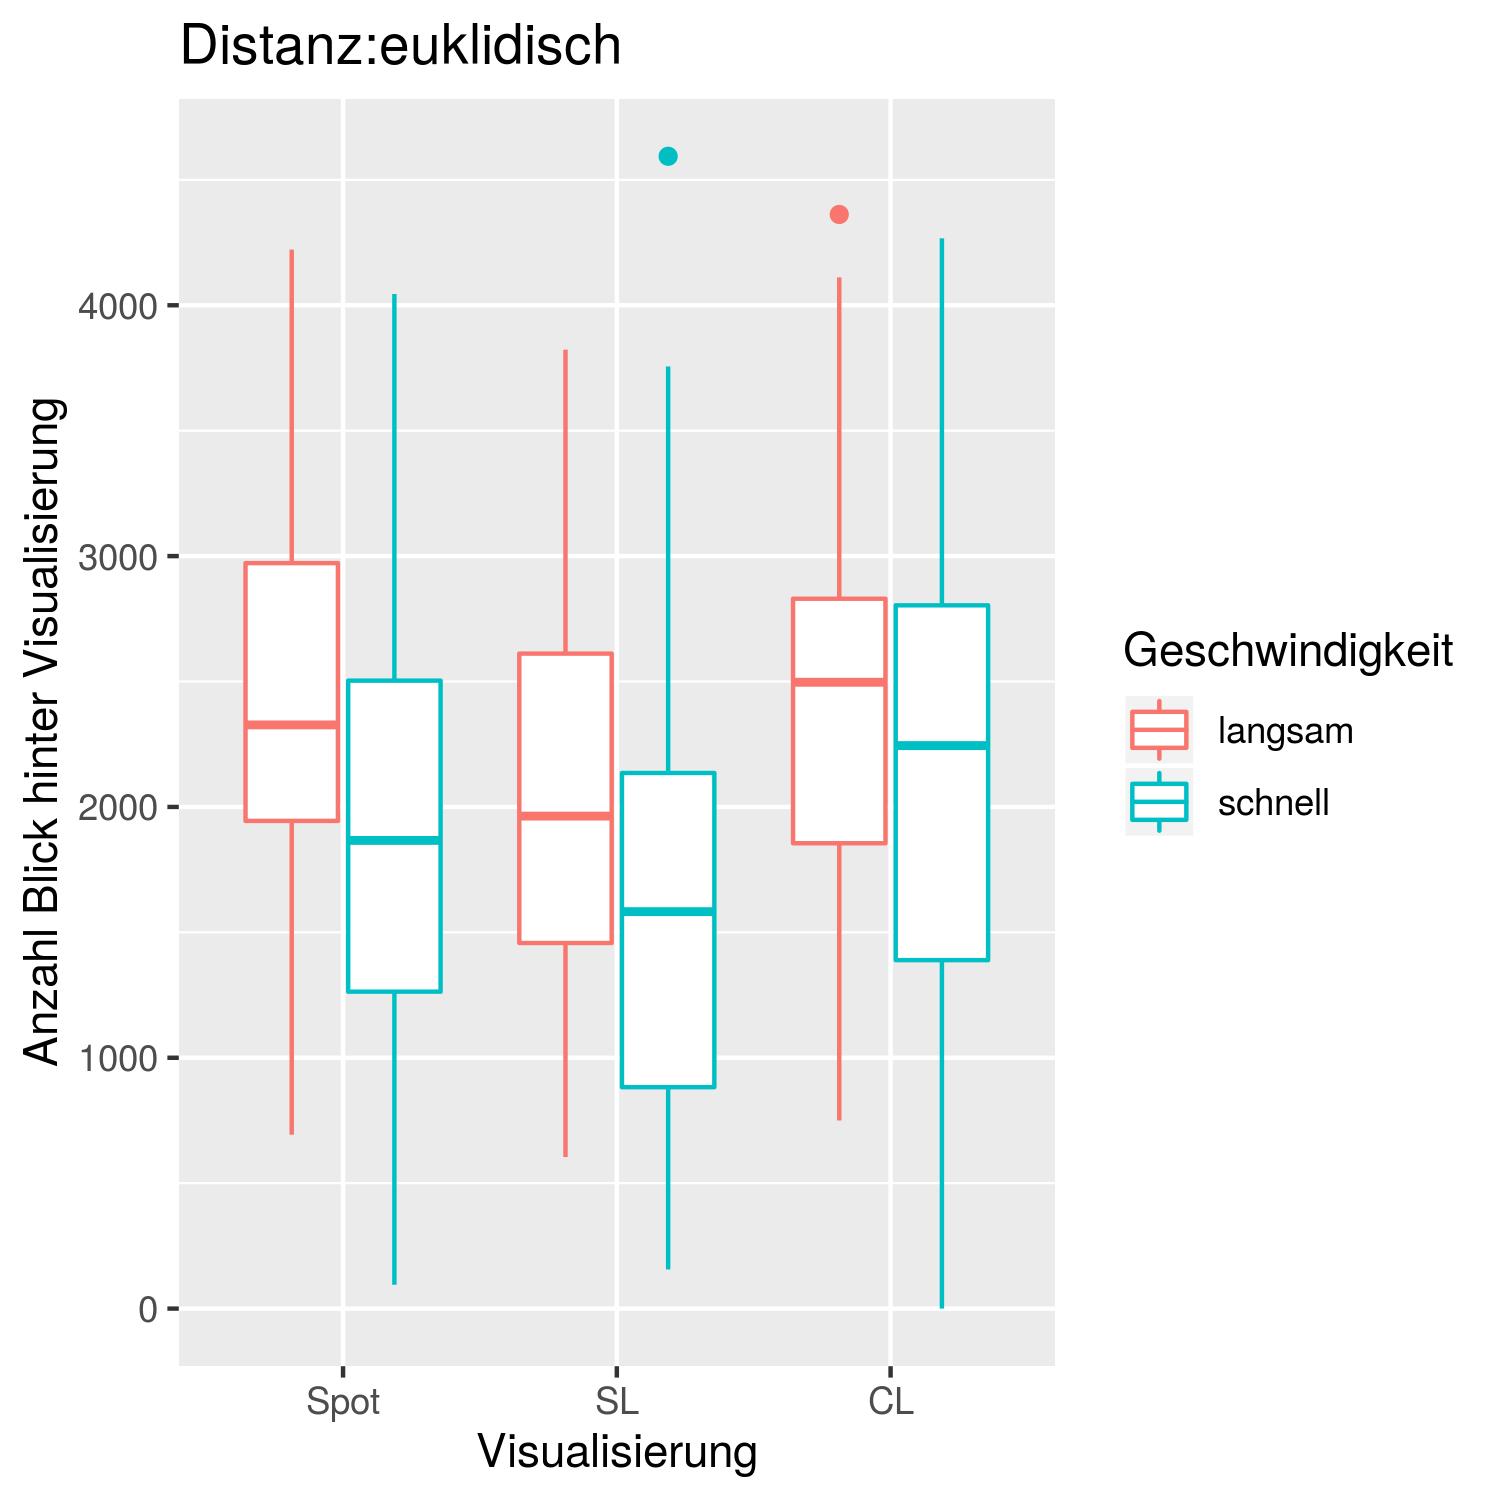 Distanz:euklidisch
Anzahl Blick hinter Visualisierung
4000
3000
2000
1000
0
Spot SL CL
Visualisierung
Geschwindigkeit
langsam
schnell